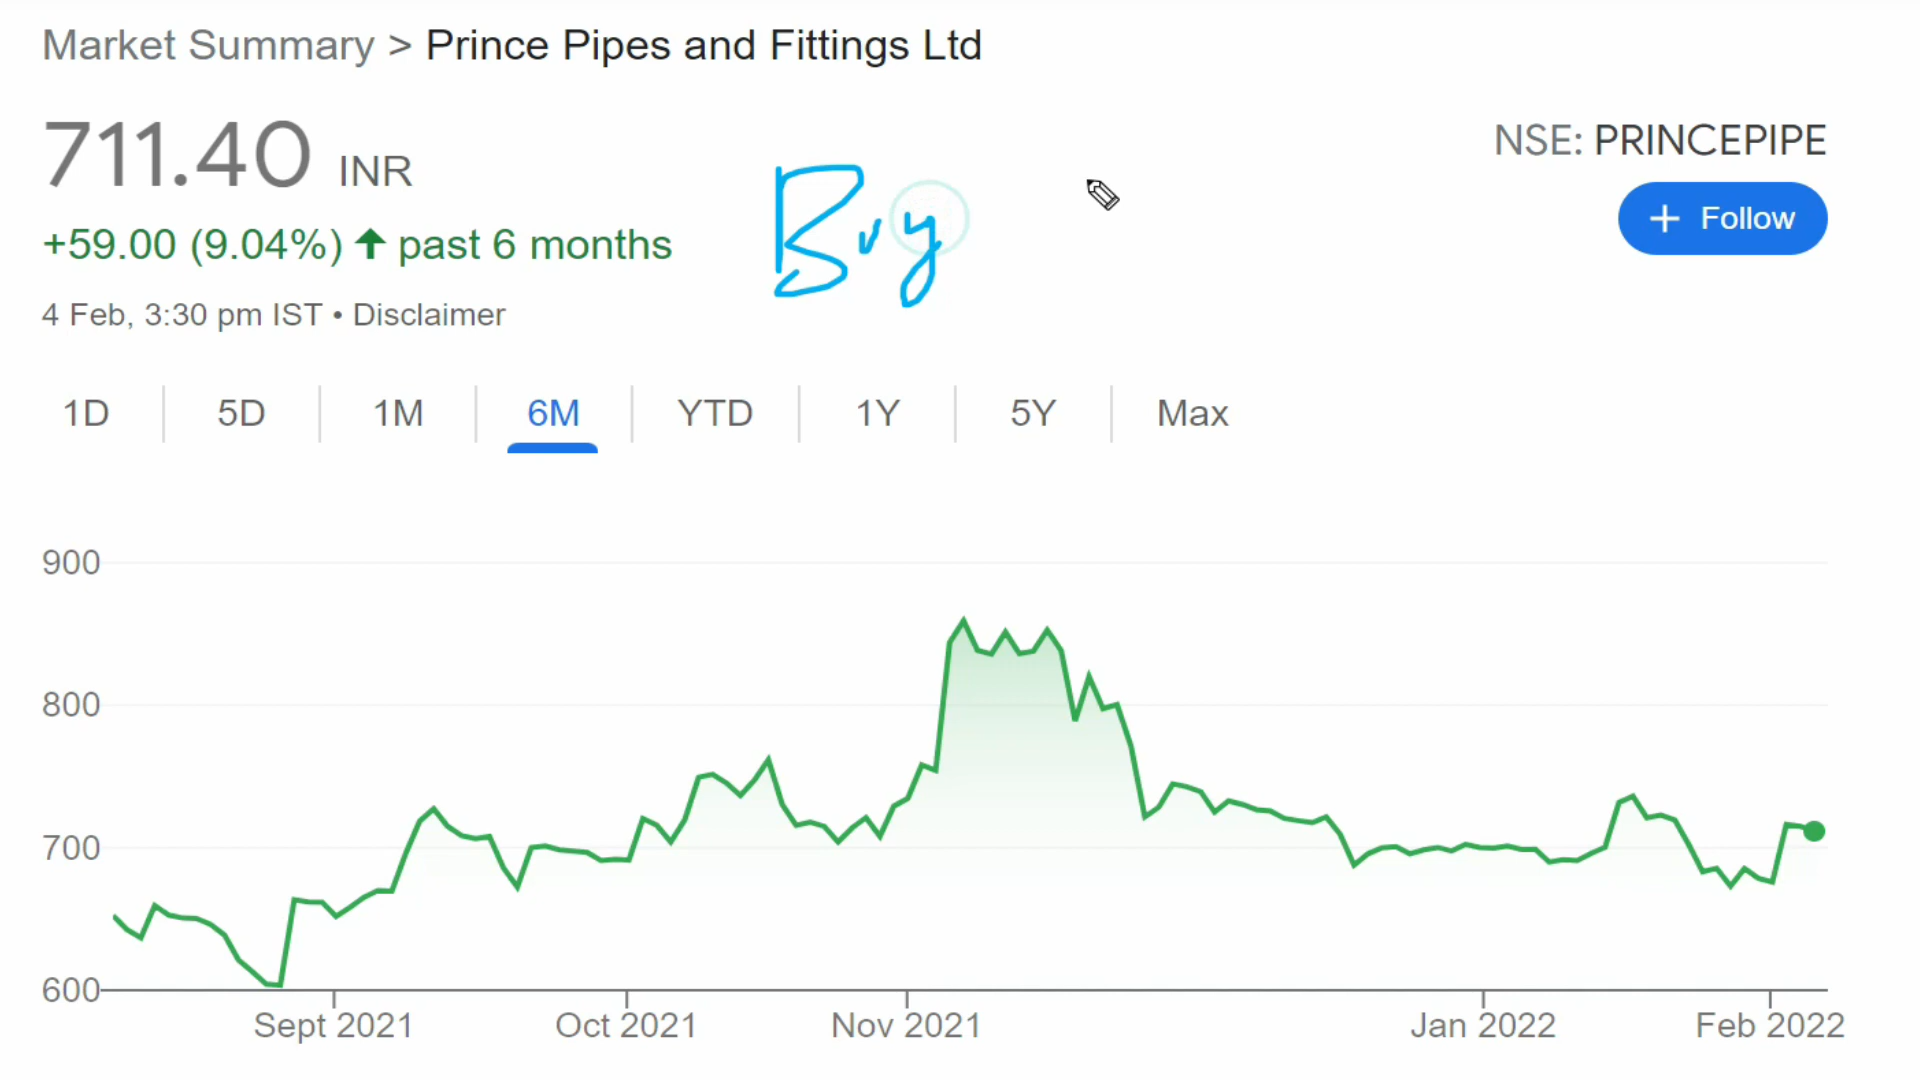 Market Summary > Prince Pipes and Fittings Ltd
711.40 INR
NSE: PRINCEPIPE
+59.00 (9.04%) ↑ past 6 months
Buy
+ Follow
4 Feb, 3:30 pm IST • Disclaimer
1D 5D 1M 6M YTD 1Y 5Y Max
900
800
700
600
Sept 2021 Oct 2021 Nov 2021 Jan 2022 Feb 2022